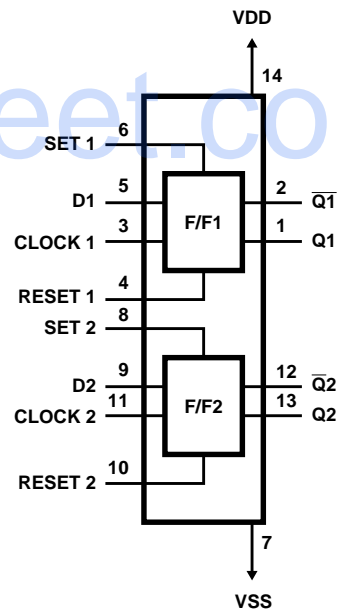 VDD
14
eet.co
6
SET 1
5
D1
2
Q1
3
CLOCK 1
F/F1
1
Q1
4
RESET 1
8
SET 2
9
D2
12
Q2
11
CLOCK 2
F/F2
13
Q2
10
RESET 2
7
VSS